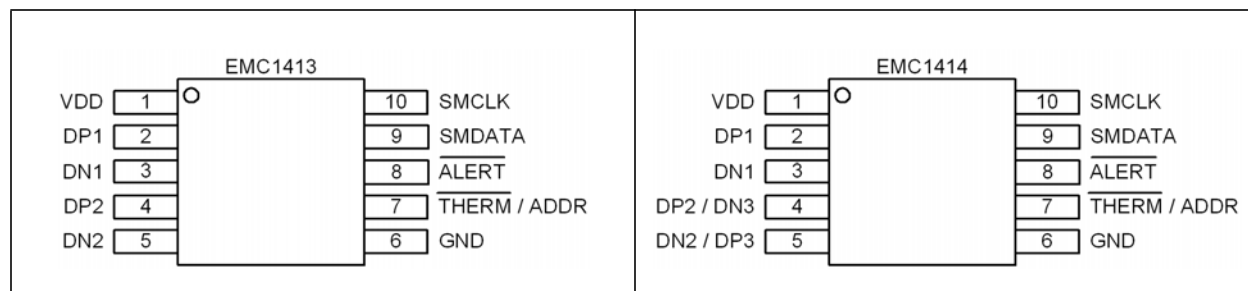 EMC1413
VDD 1 10 SMCLK
DP1 2 9 SMDATA
DN1 3 8 ALERT
DP2 4 7 THERM / ADDR
DN2 5 6 GND
EMC1414
VDD 1 10 SMCLK
DP1 2 9 SMDATA
DN1 3 8 ALERT
DP2 / DN3 4 7 THERM / ADDR
DN2 / DP3 5 6 GND